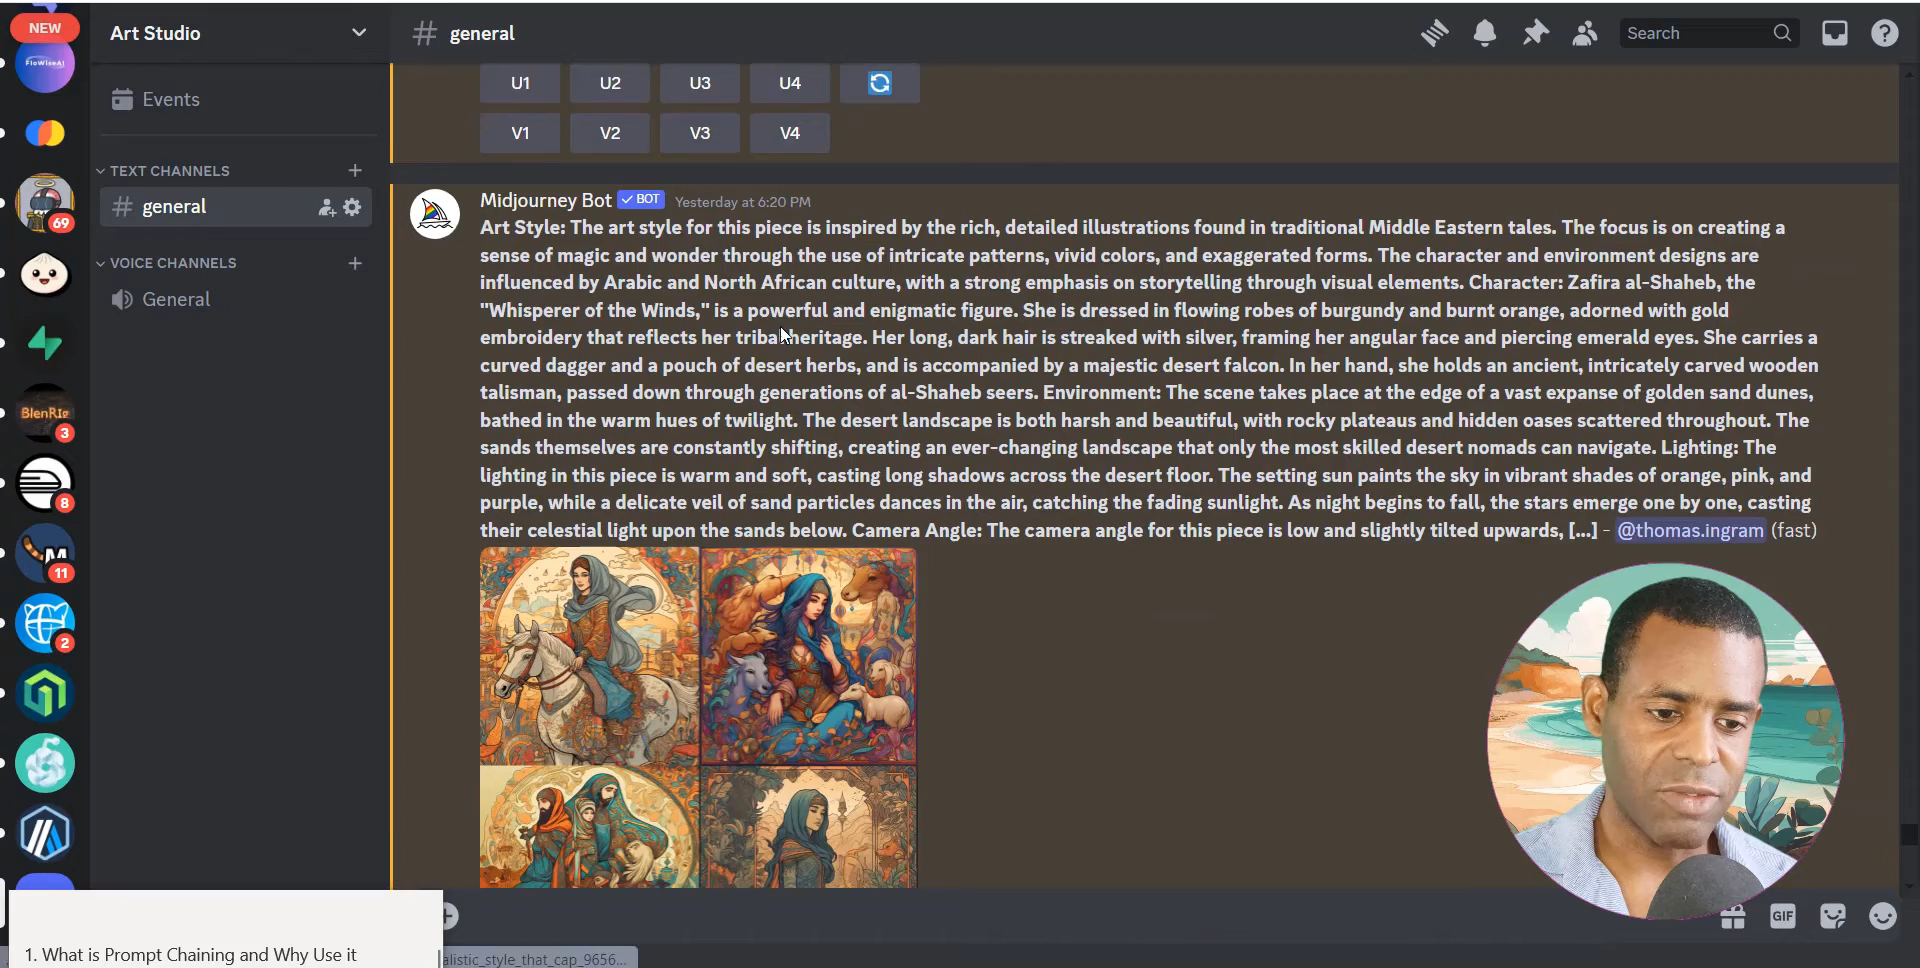 NEW
FlowiseAI
69
BlenRig
3
8
M
11
2
Art Studio
Events
TEXT CHANNELS
general
VOICE CHANNELS
General
general
Search
U1 U2 U3 U4
V1 V2 V3 V4
Midjourney Bot BOT Yesterday at 6:20 PM
Art Style: The art style for this piece is inspired by the rich, detailed illustrations found in traditional Middle Eastern tales. The focus is on creating a
sense of magic and wonder through the use of intricate patterns, vivid colors, and exaggerated forms. The character and environment designs are
influenced by Arabic and North African culture, with a strong emphasis on storytelling through visual elements. Character: Zafira al-Shaheb, the
"Whisperer of the Winds," is a powerful and enigmatic figure. She is dressed in flowing robes of burgundy and burnt orange, adorned with gold
embroidery that reflects her tribal heritage. Her long, dark hair is streaked with silver, framing her angular face and piercing emerald eyes. She carries a
curved dagger and a pouch of desert herbs, and is accompanied by a majestic desert falcon. In her hand, she holds an ancient, intricately carved wooden
talisman, passed down through generations of al-Shaheb seers. Environment: The scene takes place at the edge of a vast expanse of golden sand dunes,
bathed in the warm hues of twilight. The desert landscape is both harsh and beautiful, with rocky plateaus and hidden oases scattered throughout. The
sands themselves are constantly shifting, creating an ever-changing landscape that only the most skilled desert nomads can navigate. Lighting: The
lighting in this piece is warm and soft, casting long shadows across the desert floor. The setting sun paints the sky in vibrant shades of orange, pink, and
purple, while a delicate veil of sand particles dances in the air, catching the fading sunlight. As night begins to fall, the stars emerge one by one, casting
their celestial light upon the sands below. Camera Angle: The camera angle for this piece is low and slightly tilted upwards, [...] - @thomas.ingram (fast)
GIF
1. What is Prompt Chaining and Why Use it
alistic_style_that_cap_9656...